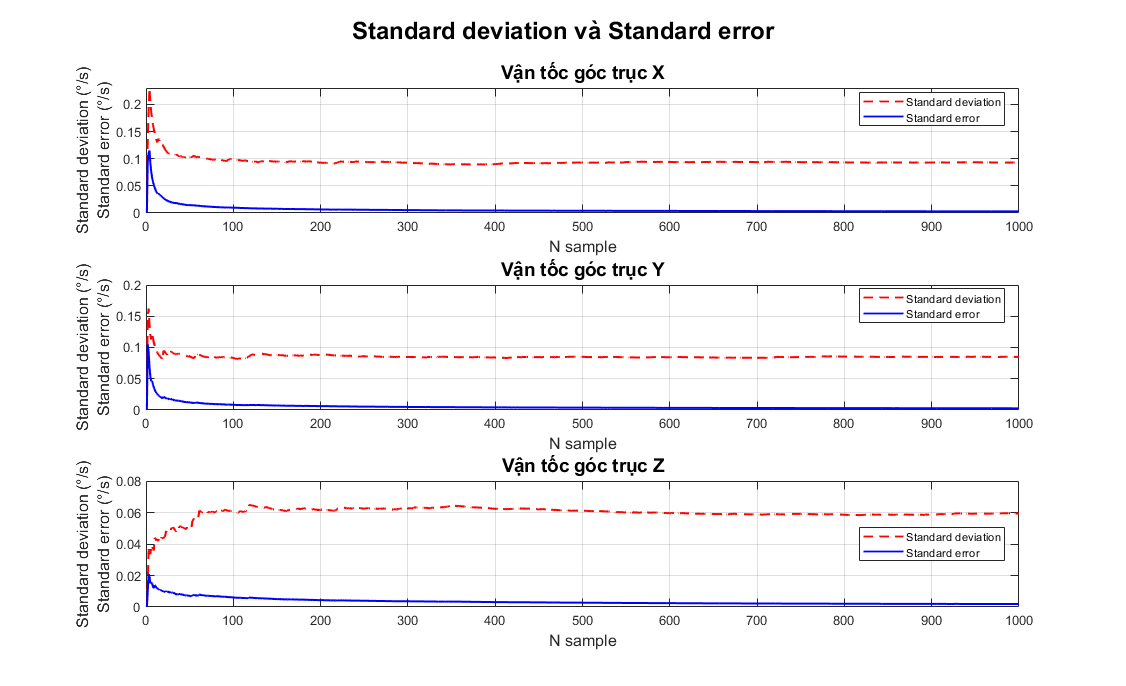 Standard deviation và Standard error
Vận tốc góc trục X
Standard deviation (°/s)
Standard error (°/s)
0.2
0.15
0.1
0.05
0
Standard deviation
Standard error
0 100 200 300 400 500 600 700 800 900 1000
N sample
Vận tốc góc trục Y
Standard deviation (°/s)
Standard error (°/s)
0.2
0.15
0.1
0.05
0
Standard deviation
Standard error
0 100 200 300 400 500 600 700 800 900 1000
N sample
Vận tốc góc trục Z
Standard deviation (°/s)
Standard error (°/s)
0.08
0.06
0.04
0.02
0
Standard deviation
Standard error
0 100 200 300 400 500 600 700 800 900 1000
N sample